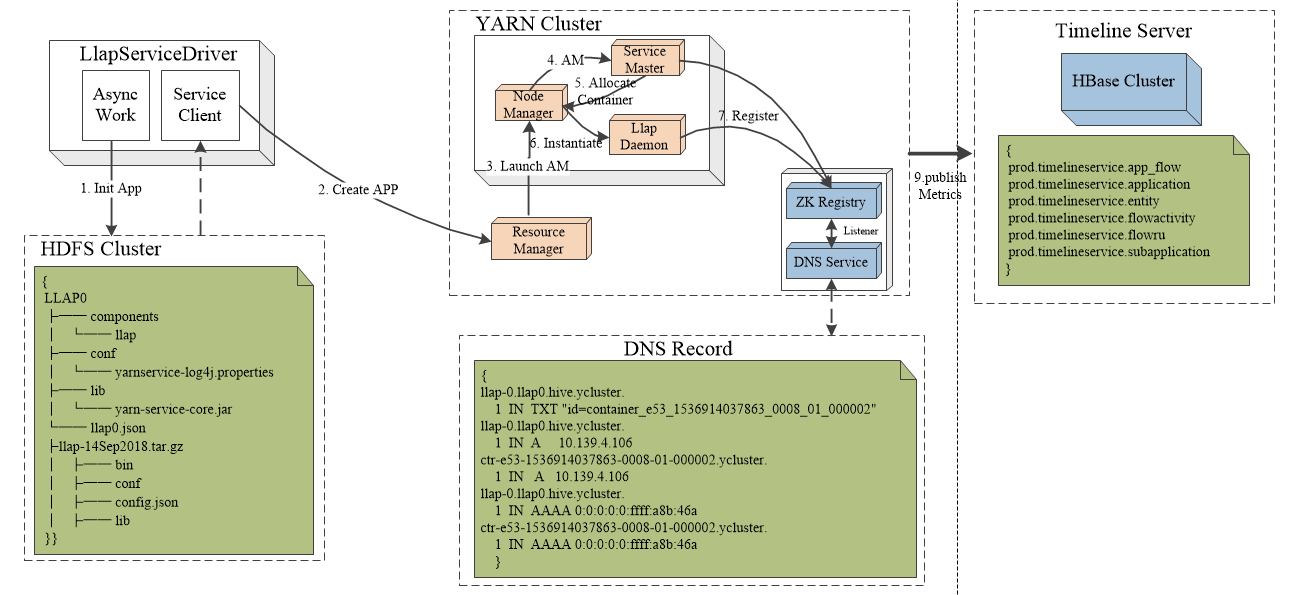 LlapServiceDriver
Async
Work
Service
Client
1. Init App
2. Create APP
HDFS Cluster
{
LLAP0
├── components
│ └── llap
├── conf
│ └── yarnservice-log4j.properties
├── lib
│ └── yarn-service-core.jar
└── llap0.json
├llap-14Sep2018.tar.gz
│ ├── bin
│ ├── conf
│ ├── config.json
│ ├── lib
}}
YARN Cluster
Service
Master
4. AM
5. Allocate
Container
Node
Manager
Llap
Daemon
6. Instantiate
7. Register
3. Launch AM
Resource
Manager
ZK Registry
Listener
DNS Service
DNS Record
{
llap-0.llap0.hive.ycluster.
1 IN TXT "id=container_e53_1536914037863_0008_01_000002"
llap-0.llap0.hive.ycluster.
1 IN A 10.139.4.106
ctr-e53-1536914037863-0008-01-000002.ycluster.
1 IN A 10.139.4.106
llap-0.llap0.hive.ycluster.
1 IN AAAA 0:0:0:0:0:ffff:a8b:46a
ctr-e53-1536914037863-0008-01-000002.ycluster.
1 IN AAAA 0:0:0:0:0:ffff:a8b:46a
}
9.publish
Metrics
Timeline Server
HBase Cluster
{
prod.timelineservice.app_flow
prod.timelineservice.application
prod.timelineservice.entity
prod.timelineservice.flowactivity
prod.timelineservice.flowru
prod.timelineservice.subapplication
}